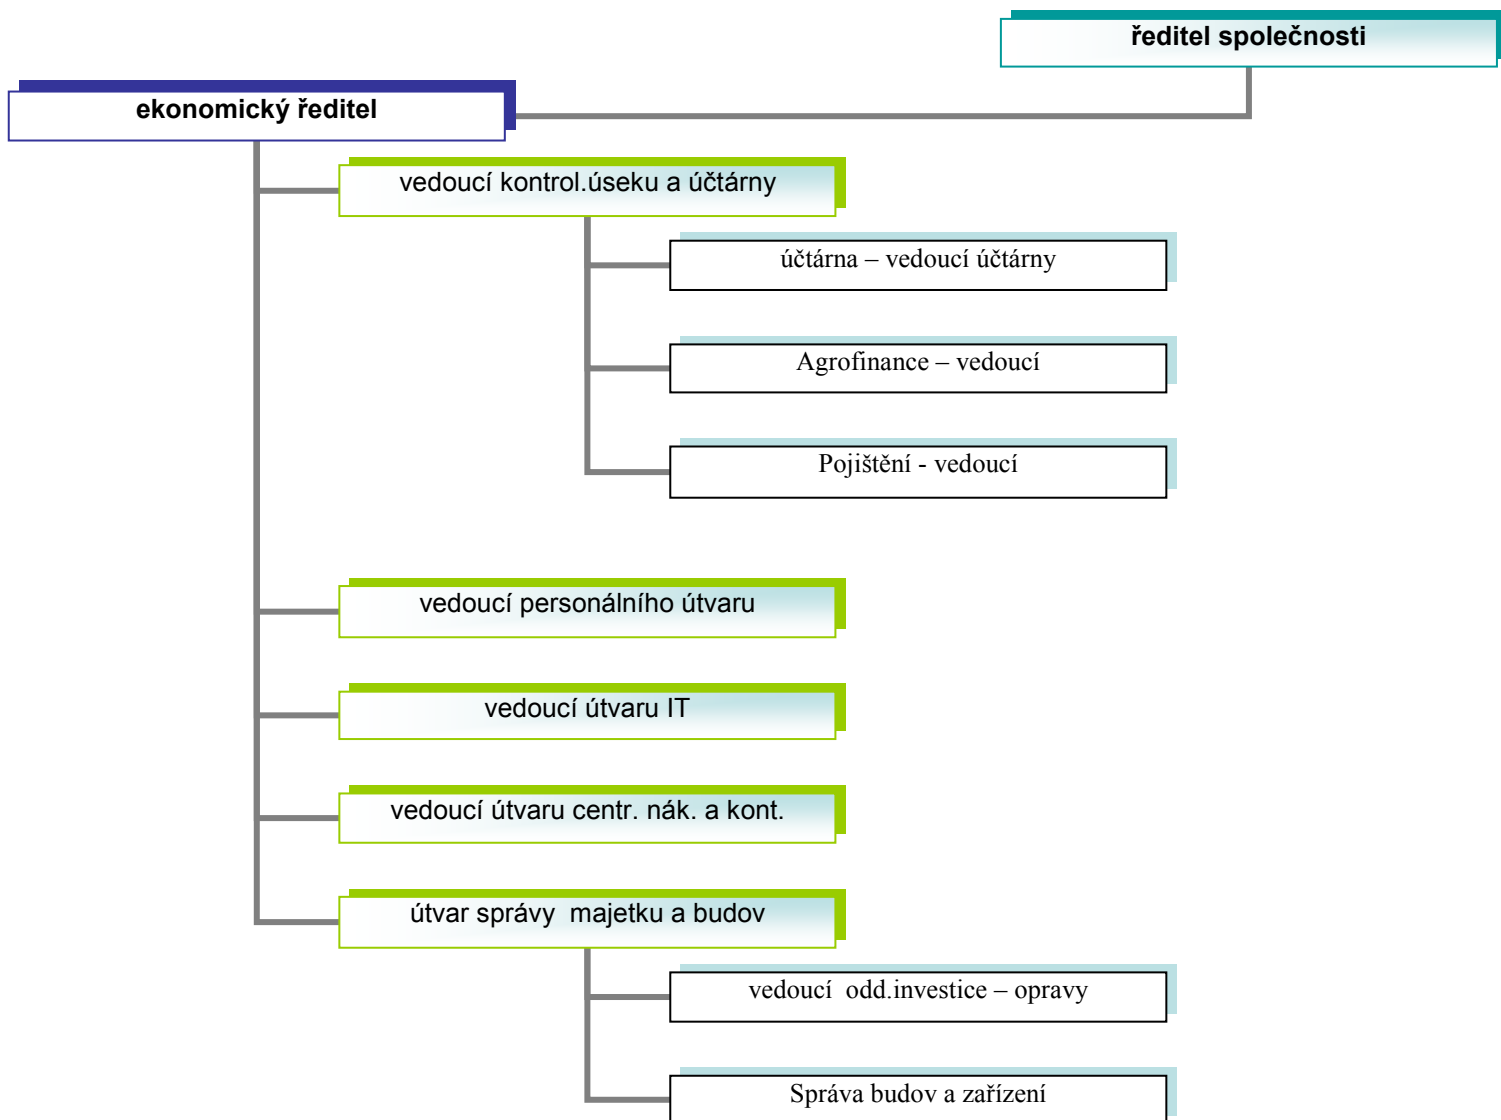 ředitel společnosti
ekonomický ředitel
vedoucí kontrol.úseku a účtárny
účtárna – vedoucí účtárny
Agrofinance – vedoucí
Pojištění - vedoucí
vedoucí personálního útvaru
vedoucí útvaru IT
vedoucí útvaru centr. nák. a kont.
útvar správy  majetku a budov
vedoucí  odd.investice – opravy
Správa budov a zařízení